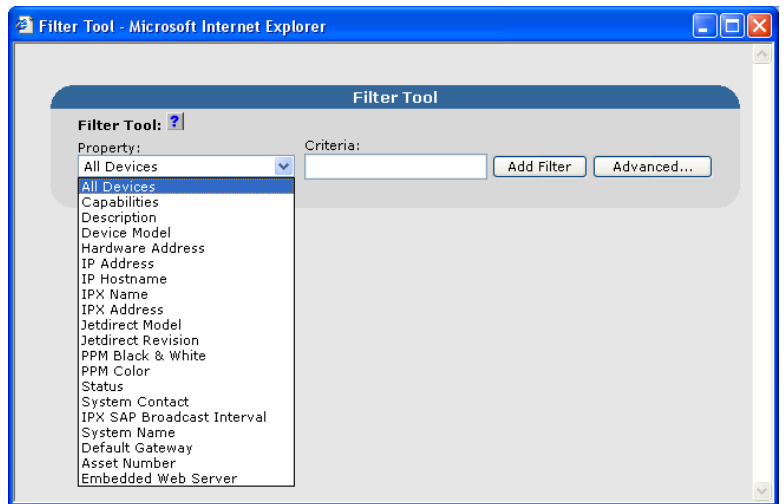 Filter Tool - Microsoft Internet Explorer
Filter Tool
Filter Tool: ?
Property:
Criteria:
All Devices
Add Filter
Advanced...
All Devices
Capabilities
Description
Device Model
Hardware Address
IP Address
IP Hostname
IPX Name
IPX Address
Jetdirect Model
Jetdirect Revision
PPM Black & White
PPM Color
Status
System Contact
IPX SAP Broadcast Interval
System Name
Default Gateway
Asset Number
Embedded Web Server